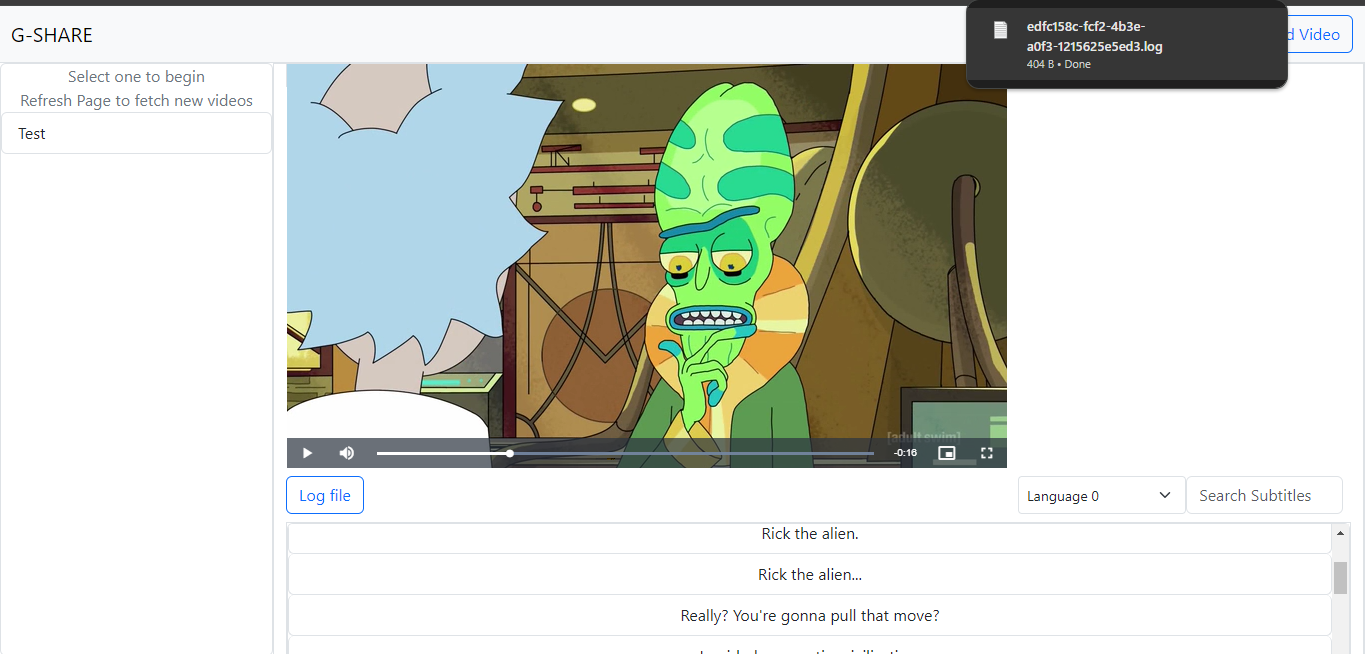 G-SHARE
edfc158c-fcf2-4b3e-
a0f3-1215625e5ed3.log
404 B • Done
Video
Select one to begin
Refresh Page to fetch new videos
Test
[adult swim]
-0:16
Log file
Language 0
Search Subtitles
Rick the alien.
Rick the alien...
Really? You're gonna pull that move?